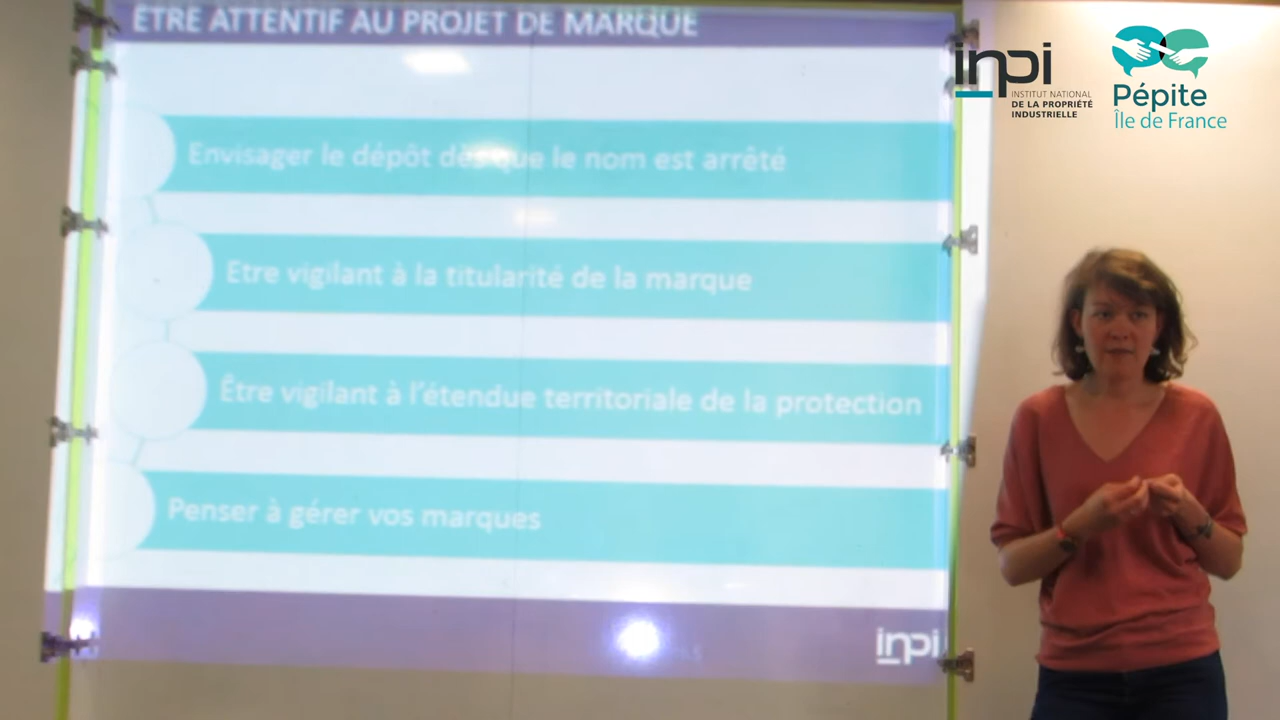 ÊTRE ATTENTIF AU PROJET DE MARQUE
inpi
INSTITUT NATIONAL
DE LA PROPRIÉTÉ
INDUSTRIELLE
Pépite
Île de France
Envisager le dépôt dès que le nom est arrêté
Etre vigilant à la titularité de la marque
Être vigilant à l'étendue territoriale de la protection
Penser à gérer vos marques
inpi